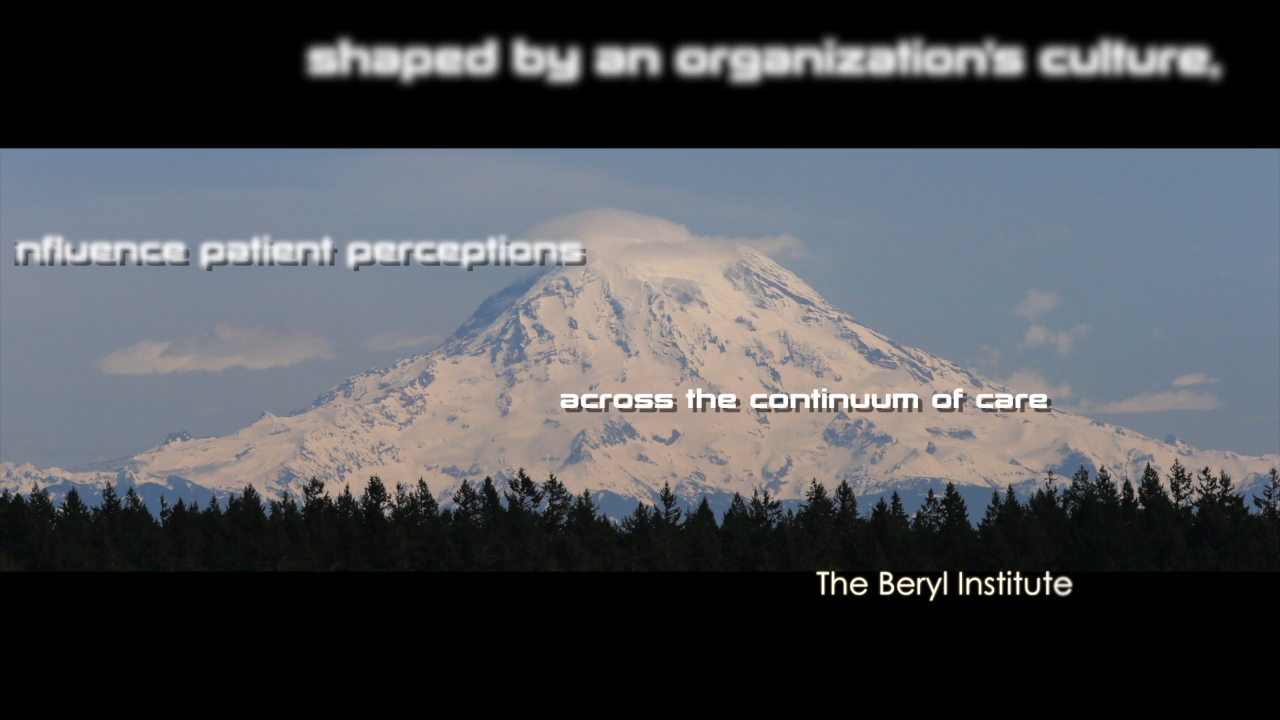 shaped by an organization's culture,
nfluence patient perceptions
across the continuum of care
The Beryl Institute